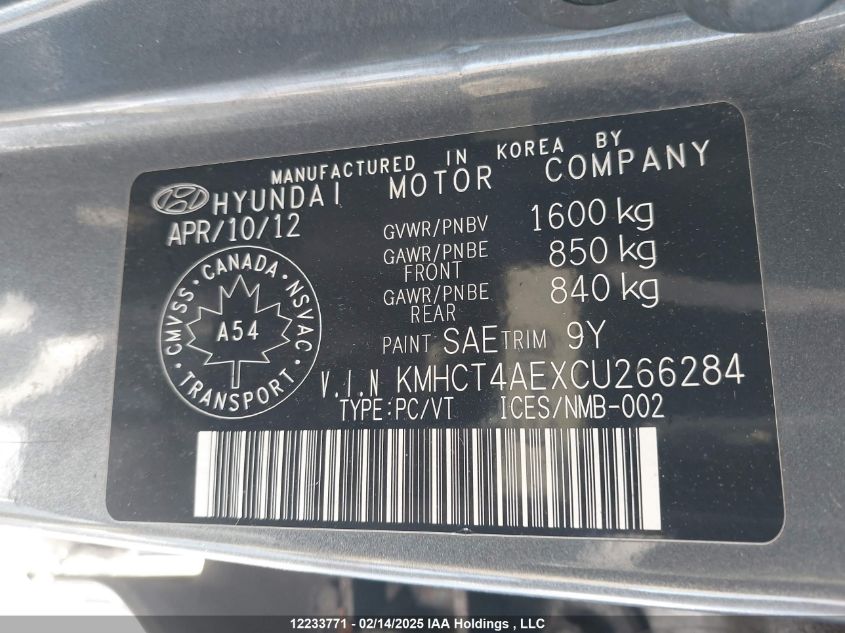 MANUFACTURED IN KOREA BY
HYUNDAI MOTOR COMPANY
APR/10/12
GVWR/PNBV 1600 kg
GAWR/PNBE FRONT 850 kg
GAWR/PNBE REAR 840 kg
CMVSS · CANADA · NSVAC · TRANSPORT ·
A54
PAINT SAE TRIM 9Y
V.I.N KMHCT4AEXCU266284
TYPE:PC/VT ICES/NMB-002
12233771 - 02/14/2025 IAA Holdings, LLC